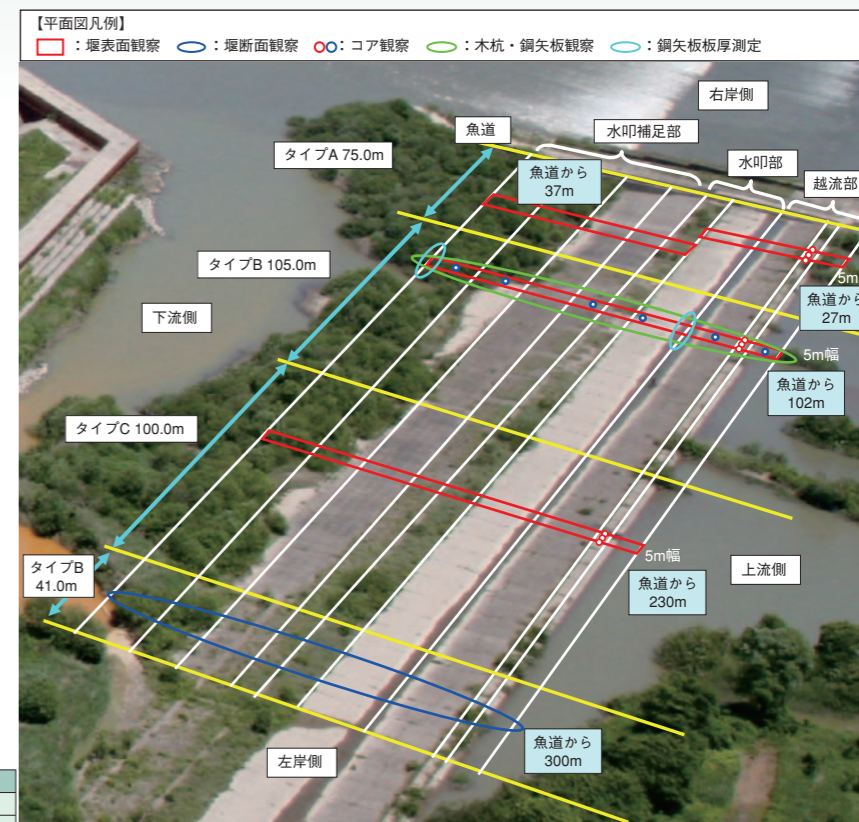 【平面図凡例】
：堰表面観察 ：堰断面観察 ：コア観察 ：木杭・鋼矢板観察 ：鋼矢板板厚測定
右岸側
魚道
水叩補足部
タイプA 75.0m
水叩部
魚道から
37m
越流部
タイプB 105.0m
5m
下流側
魚道から
27m
5m幅
魚道から
102m
タイプC 100.0m
5m幅
上流側
タイプB
41.0m
魚道から
230m
左岸側
魚道から
300m